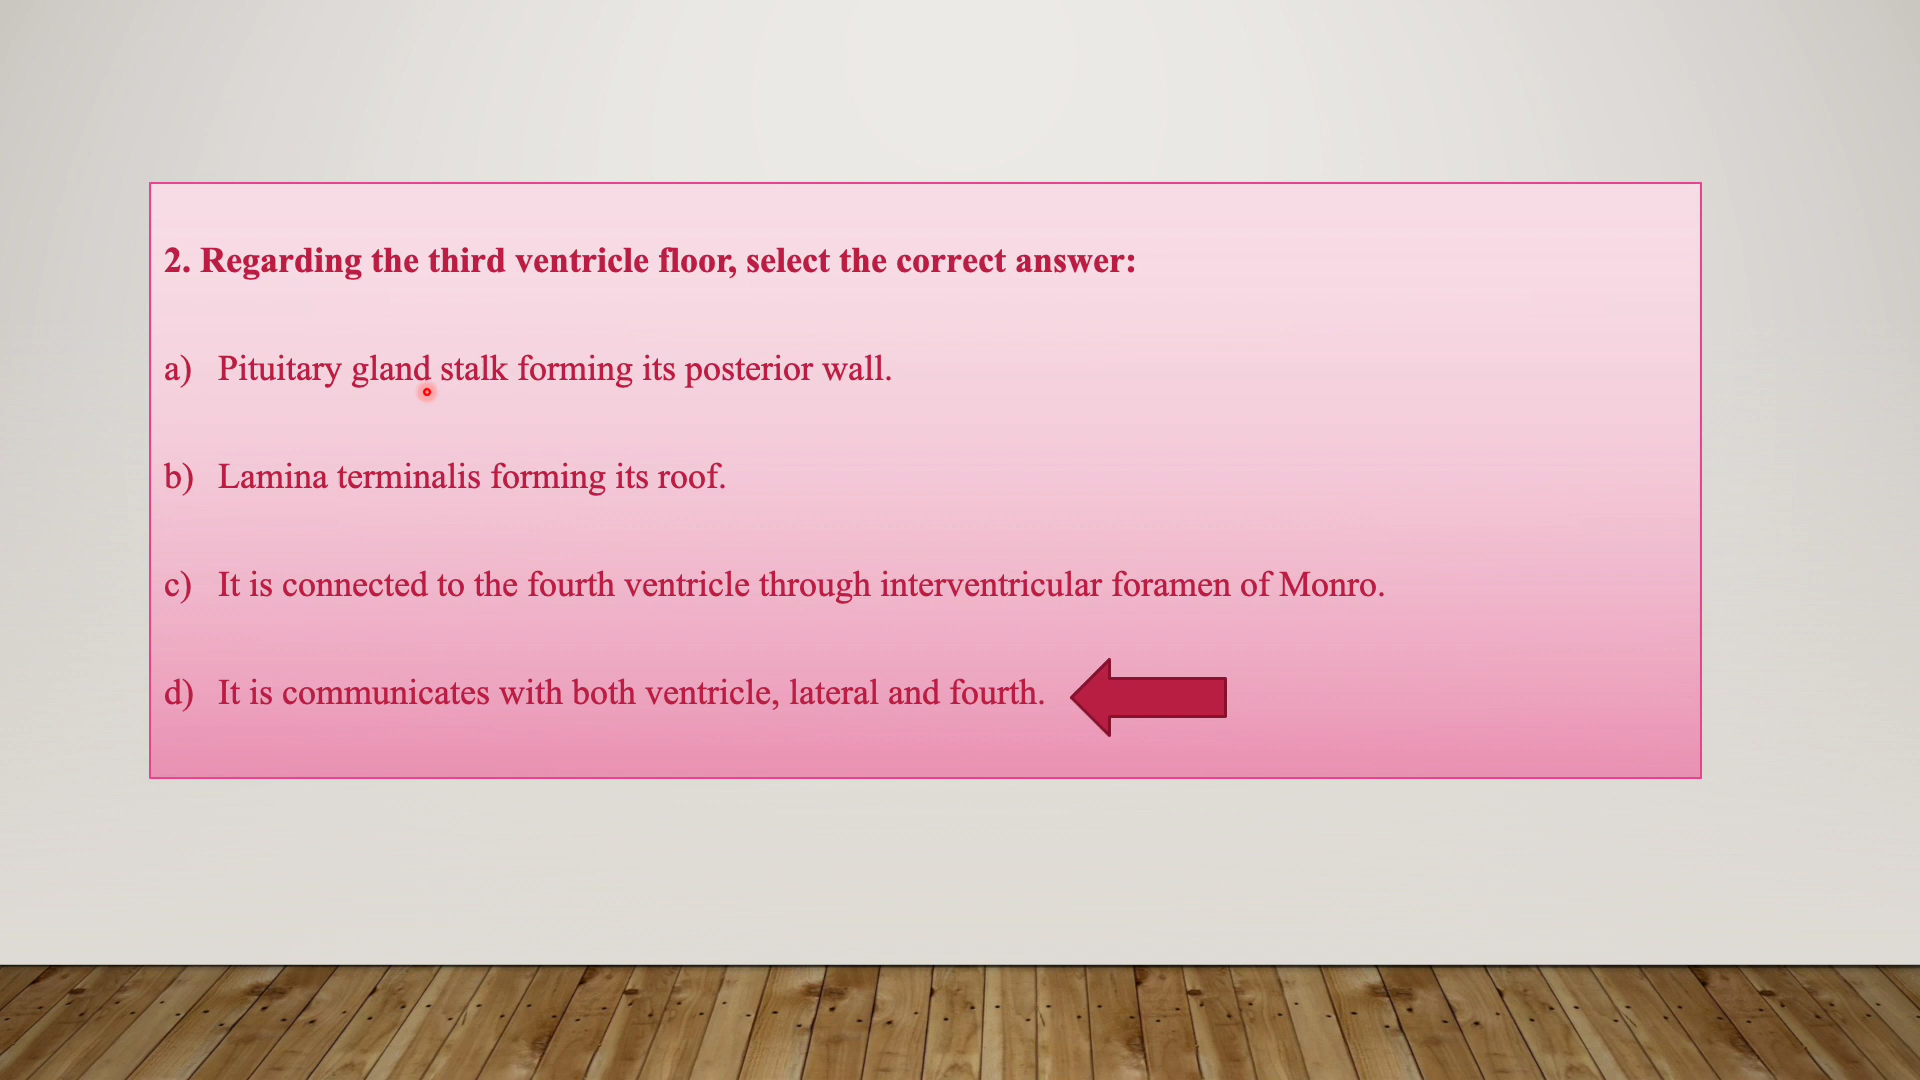 2. Regarding the third ventricle floor, select the correct answer:
a) Pituitary gland stalk forming its posterior wall.
b) Lamina terminalis forming its roof.
c) It is connected to the fourth ventricle through interventricular foramen of Monro.
d) It is communicates with both ventricle, lateral and fourth.